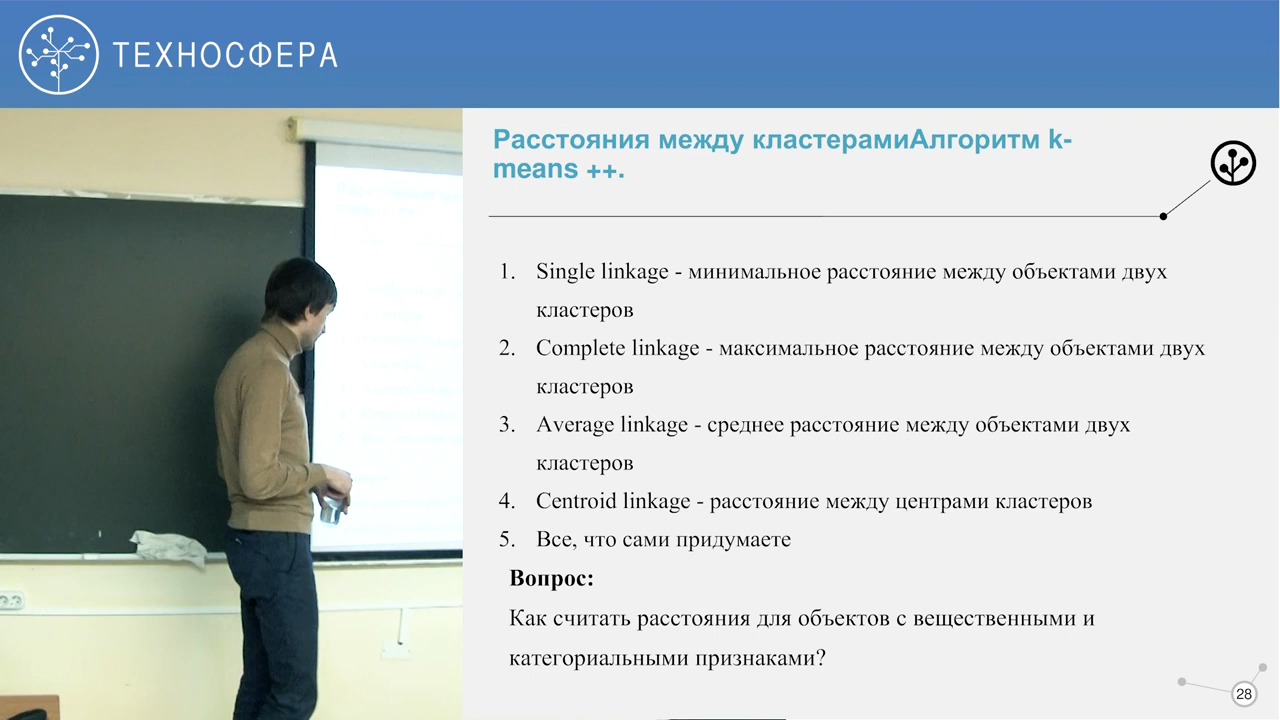 ТЕХНОСФЕРА
Расстояния между кластерамиАлгоритм k-
means ++.
1. Single linkage - минимальное расстояние между объектами двух
кластеров
2. Complete linkage - максимальное расстояние между объектами двух
кластеров
3. Average linkage - среднее расстояние между объектами двух
кластеров
4. Centroid linkage - расстояние между центрами кластеров
5. Все, что сами придумаете
Вопрос:
Как считать расстояния для объектов с вещественными и
категориальными признаками?
28